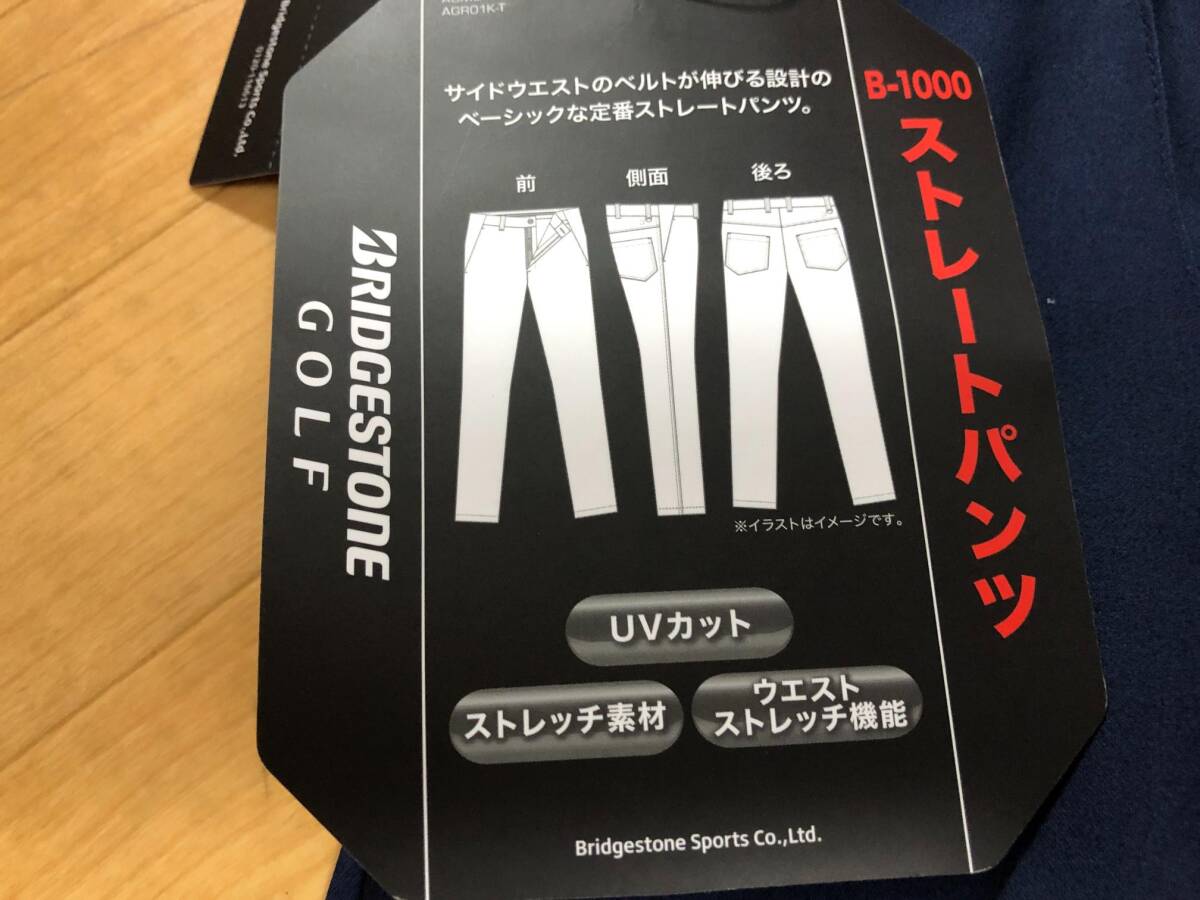 AGR01K-T
サイドウエストのベルトが伸びる設計の
ベーシックな定番ストレートパンツ。
前
側面
後ろ
※イラストはイメージです。
UVカット
ストレッチ素材
ウエスト
ストレッチ機能
Bridgestone Sports Co.,Ltd.
B-1000
ストレートパンツ
BRIDGESTONE
GOLF
Bridgestone Sports Co.,Ltd.